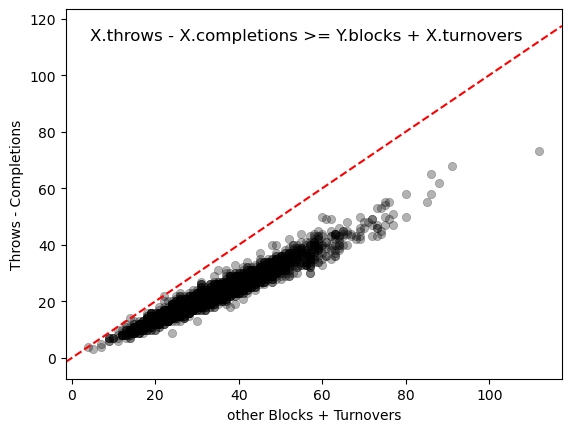 X.throws - X.completions >= Y.blocks + X.turnovers
Throws - Completions
120
100
80
60
40
20
0
0 20 40 60 80 100
other Blocks + Turnovers